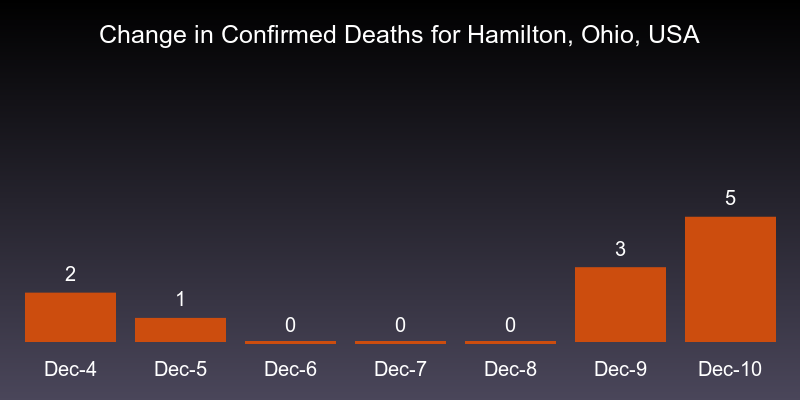 Change in Confirmed Deaths for Hamilton, Ohio, USA
2 1 0 0 0 3 5
Dec-4 Dec-5 Dec-6 Dec-7 Dec-8 Dec-9 Dec-10